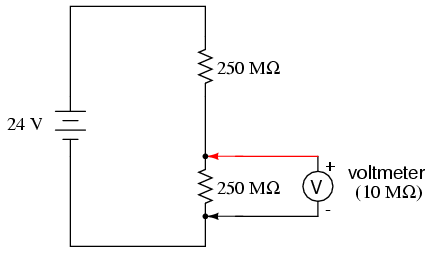 250 MΩ
24 V
+
voltmeter
V
250 MΩ
(10 MΩ)
-